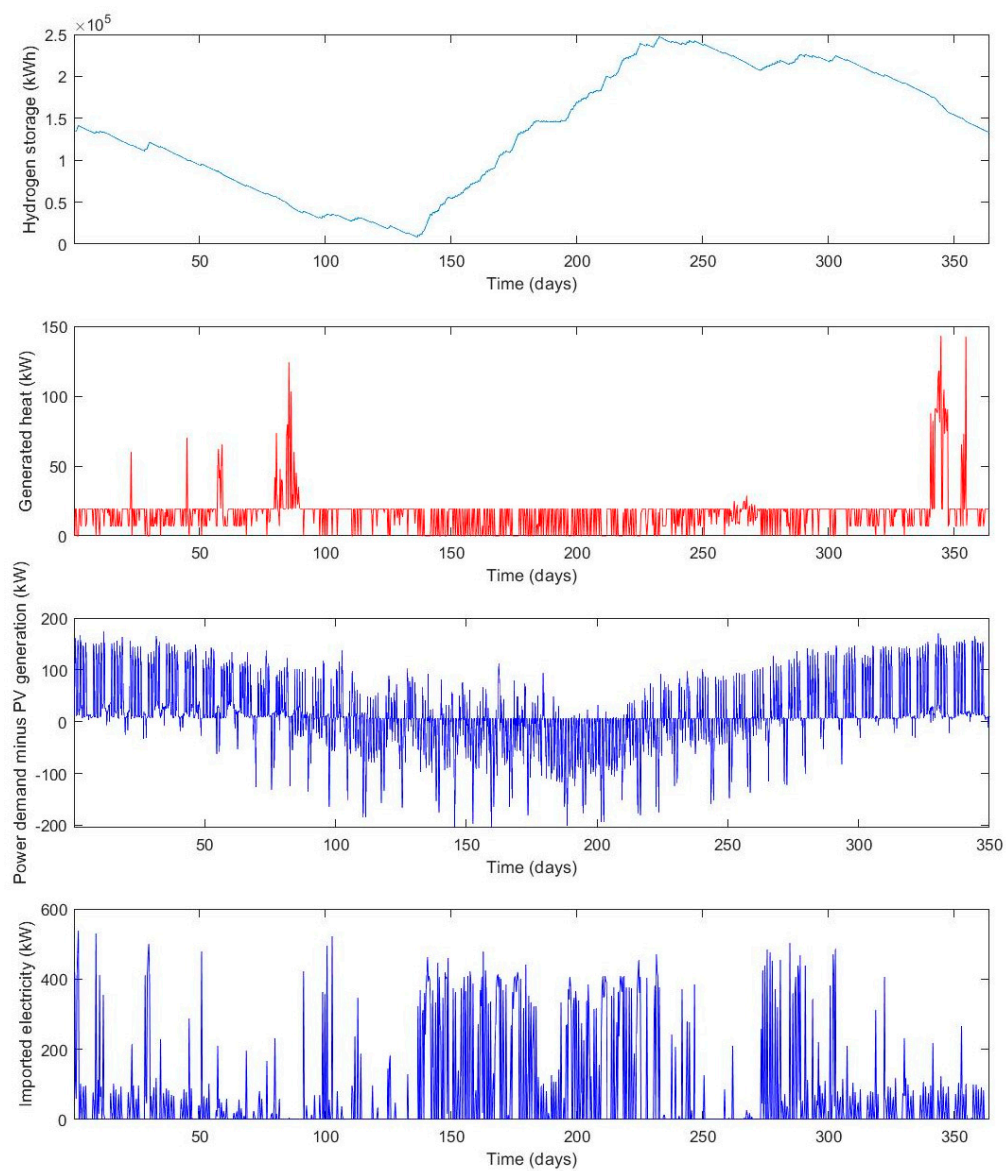 ×10⁵
2.5
2
1.5
1
0.5
0
50 100 150 200 250 300 350
Hydrogen storage (kWh)
Time (days)
150
100
50
0
50 100 150 200 250 300 350
Generated heat (kW)
Time (days)
200
100
0
-100
-200
50 100 150 200 250 300 350
Power demand minus PV generation (kW)
Time (days)
600
400
200
0
50 100 150 200 250 300 350
Imported electricity (kW)
Time (days)